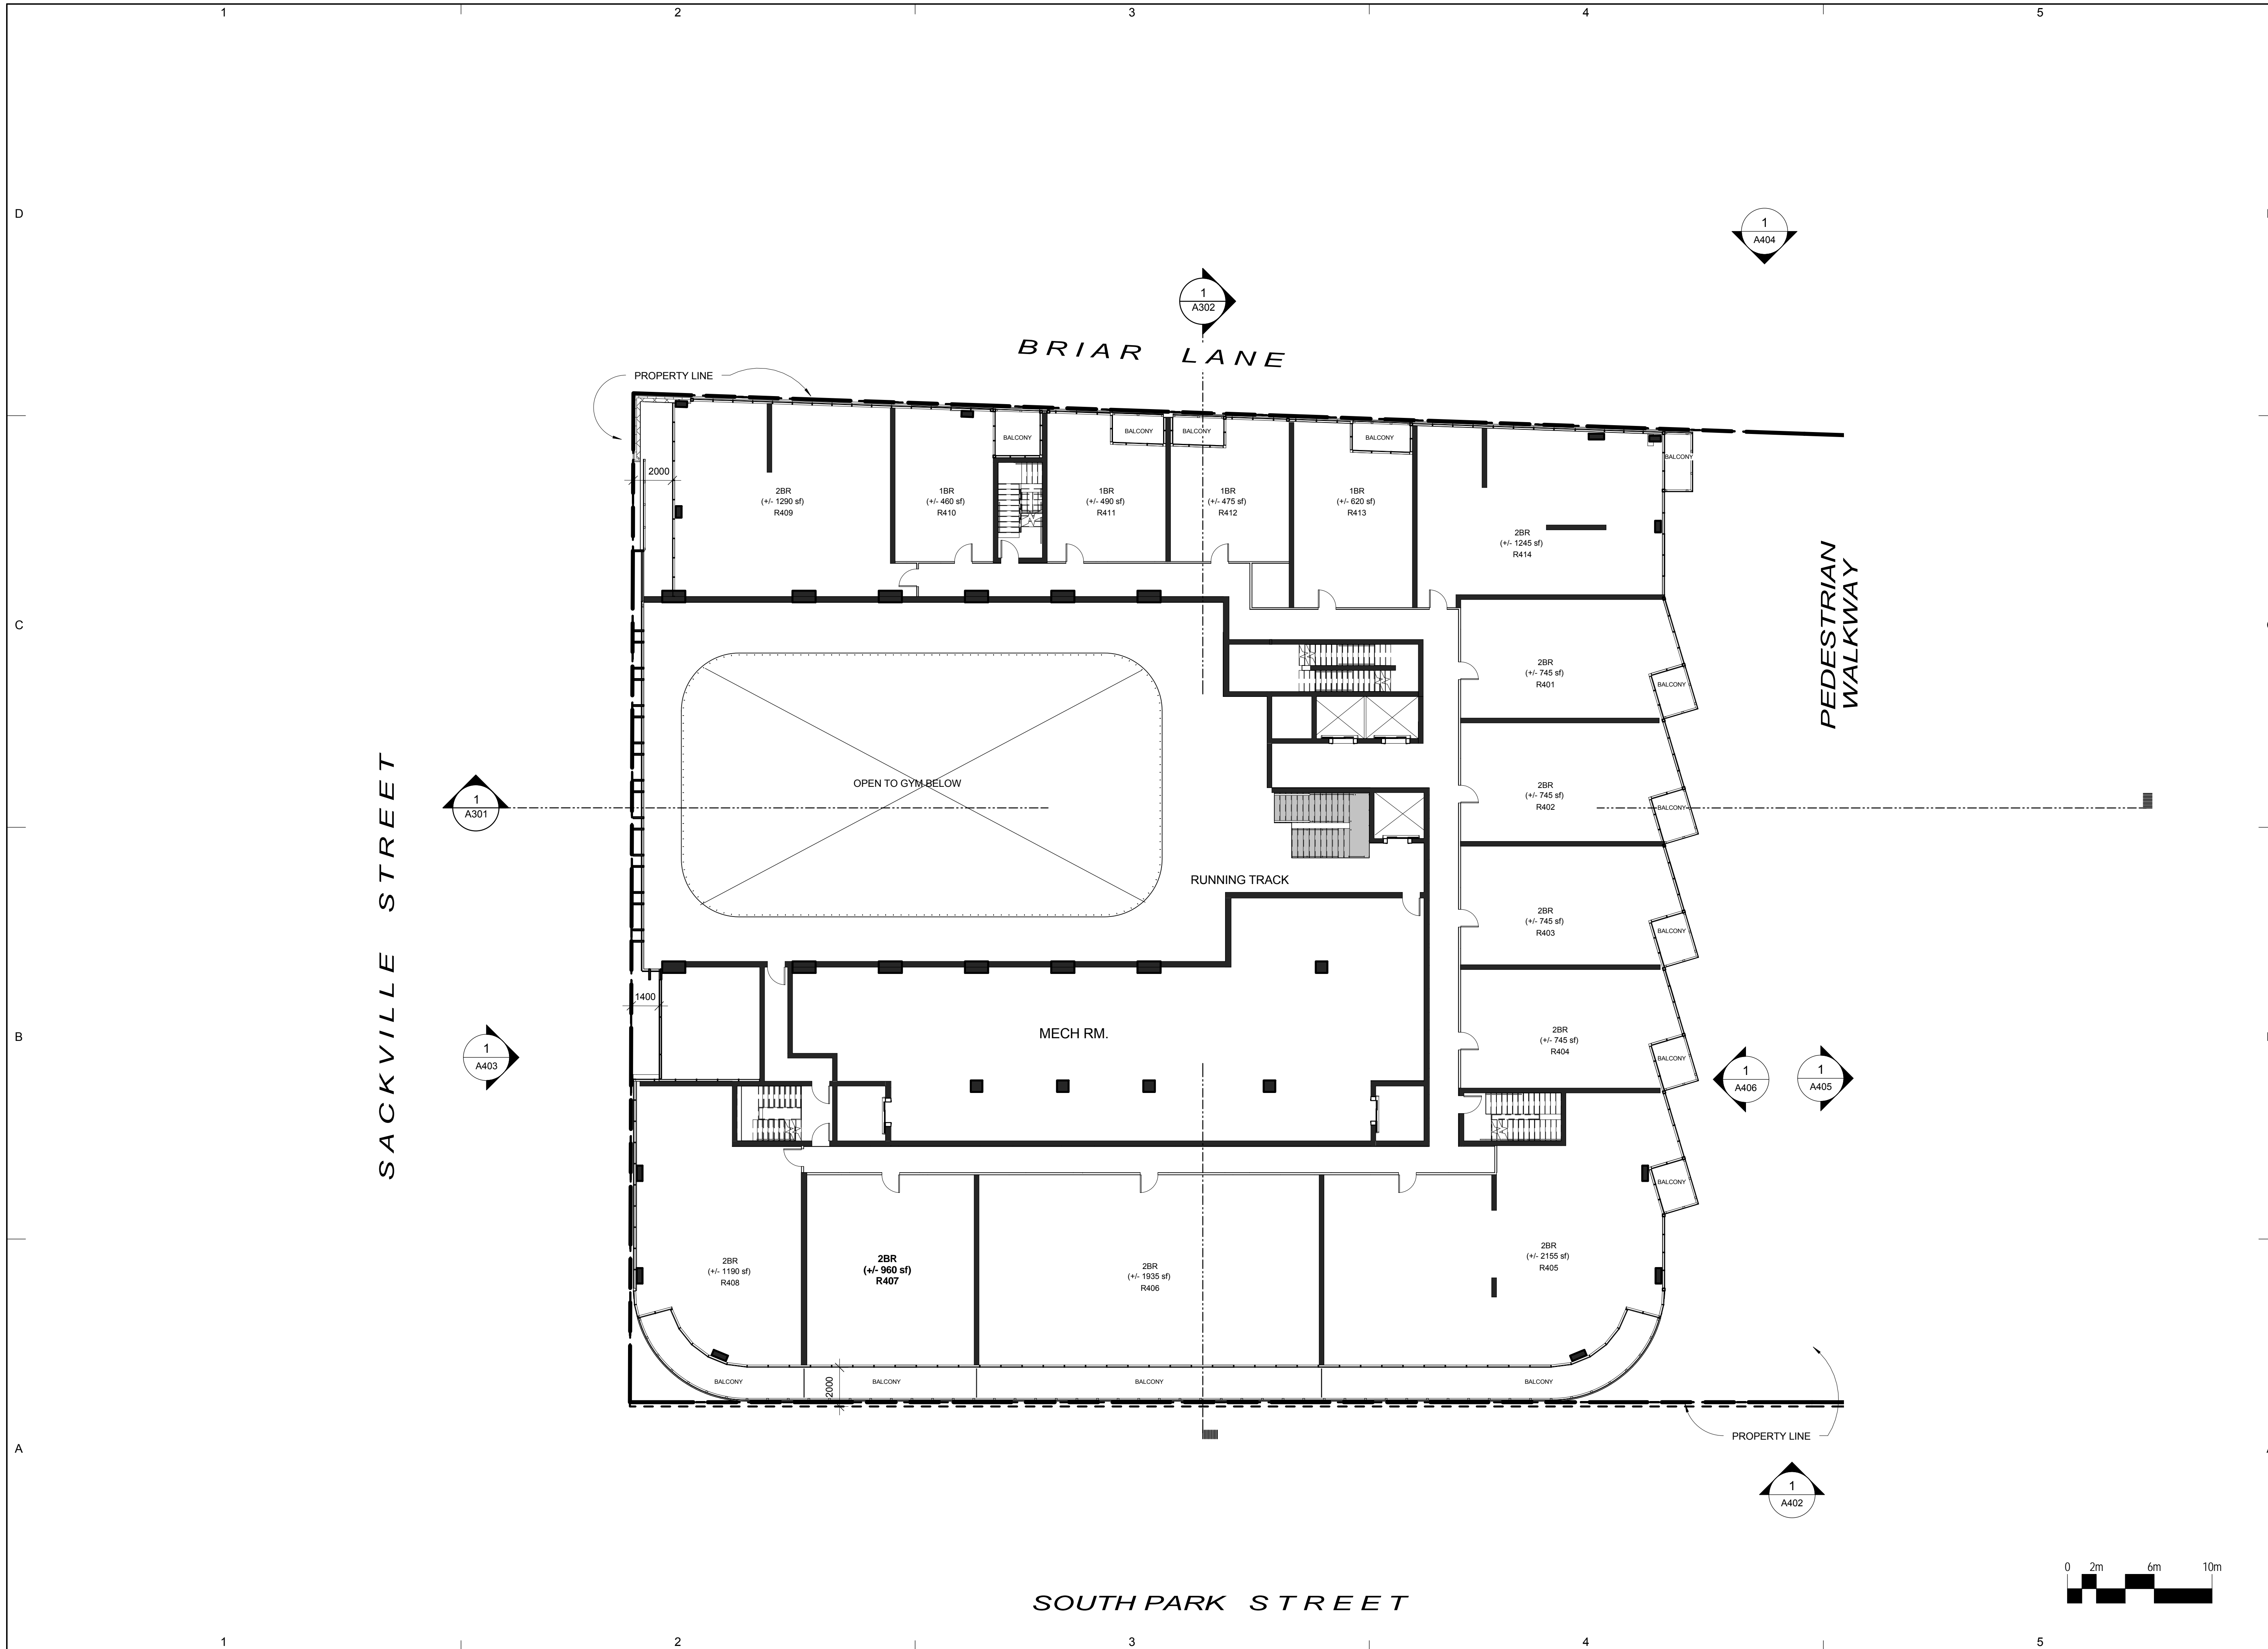 1
2
3
4
5
D
1
A404
1
A302
BRIAR LANE
PROPERTY LINE
BALCONY
BALCONY
BALCONY
BALCONY
BALCONY
2000
2BR
(+/- 1290 sf)
R409
1BR
(+/- 460 sf)
R410
1BR
(+/- 490 sf)
R411
1BR
(+/- 475 sf)
R412
1BR
(+/- 620 sf)
R413
2BR
(+/- 1245 sf)
R414
PEDESTRIAN
WALKWAY
C
2BR
(+/- 745 sf)
R401
BALCONY
SACKVILLE STREET
OPEN TO GYM BELOW
1
A301
2BR
(+/- 745 sf)
R402
BALCONY
RUNNING TRACK
2BR
(+/- 745 sf)
R403
BALCONY
1400
B
MECH RM.
2BR
(+/- 745 sf)
R404
BALCONY
1
A403
1
A406
1
A405
BALCONY
2BR
(+/- 1190 sf)
R408
2BR
(+/- 960 sf)
R407
2BR
(+/- 1935 sf)
R406
2BR
(+/- 2155 sf)
R405
BALCONY
BALCONY
BALCONY
BALCONY
2000
A
PROPERTY LINE
1
A402
0 2m 6m 10m
SOUTH PARK STREET
1
2
3
4
5